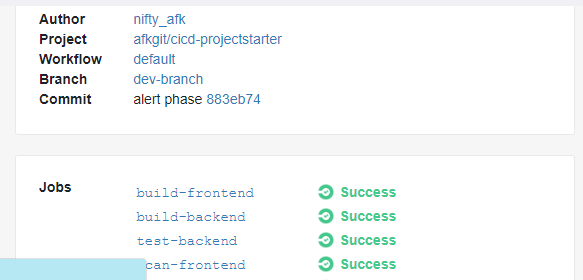 Author nifty_afk
Project afkgit/cicd-projectstarter
Workflow default
Branch dev-branch
Commit alert phase 883eb74
Jobs build-frontend Success
build-backend Success
test-backend Success
can-frontend Success